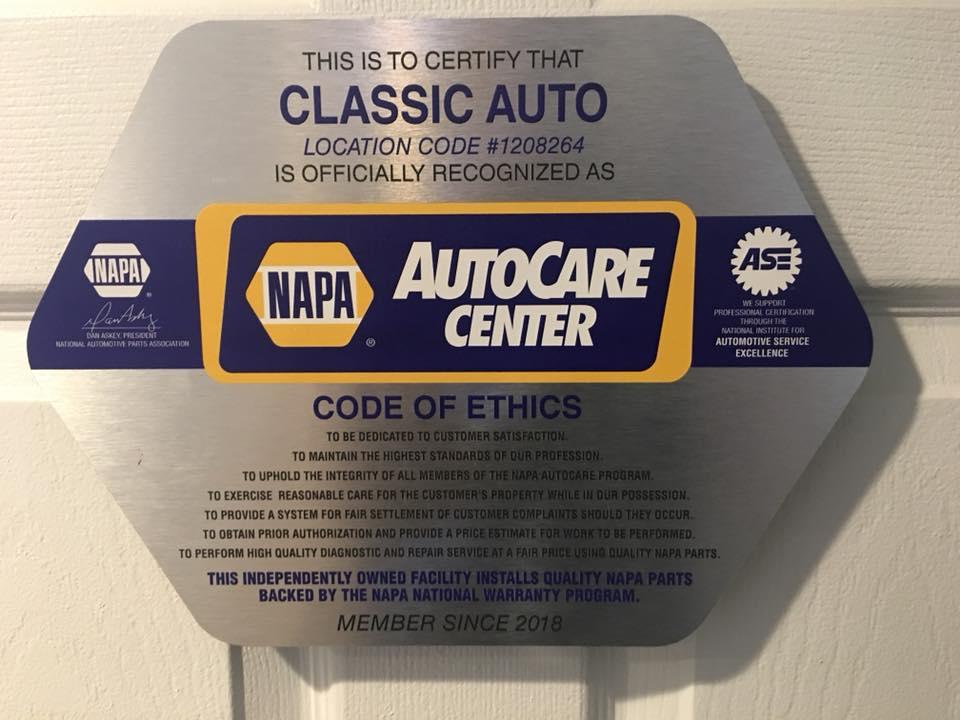 THIS IS TO CERTIFY THAT
CLASSIC AUTO
LOCATION CODE #1208264
IS OFFICIALLY RECOGNIZED AS
NAPA
®
Dan Askey
DAN ASKEY, PRESIDENT
NATIONAL AUTOMOTIVE PARTS ASSOCIATION
NAPA
®
AUTOCARE
CENTER
ASE
WE SUPPORT
PROFESSIONAL CERTIFICATION
THROUGH THE
NATIONAL INSTITUTE FOR
AUTOMOTIVE SERVICE
EXCELLENCE
CODE OF ETHICS
TO BE DEDICATED TO CUSTOMER SATISFACTION.
TO MAINTAIN THE HIGHEST STANDARDS OF OUR PROFESSION.
TO UPHOLD THE INTEGRITY OF ALL MEMBERS OF THE NAPA AUTOCARE PROGRAM.
TO EXERCISE REASONABLE CARE FOR THE CUSTOMER'S PROPERTY WHILE IN OUR POSSESSION.
TO PROVIDE A SYSTEM FOR FAIR SETTLEMENT OF CUSTOMER COMPLAINTS SHOULD THEY OCCUR.
TO OBTAIN PRIOR AUTHORIZATION AND PROVIDE A PRICE ESTIMATE FOR WORK TO BE PERFORMED.
TO PERFORM HIGH QUALITY DIAGNOSTIC AND REPAIR SERVICE AT A FAIR PRICE USING QUALITY NAPA PARTS.
THIS INDEPENDENTLY OWNED FACILITY INSTALLS QUALITY NAPA PARTS
BACKED BY THE NAPA NATIONAL WARRANTY PROGRAM.
MEMBER SINCE 2018